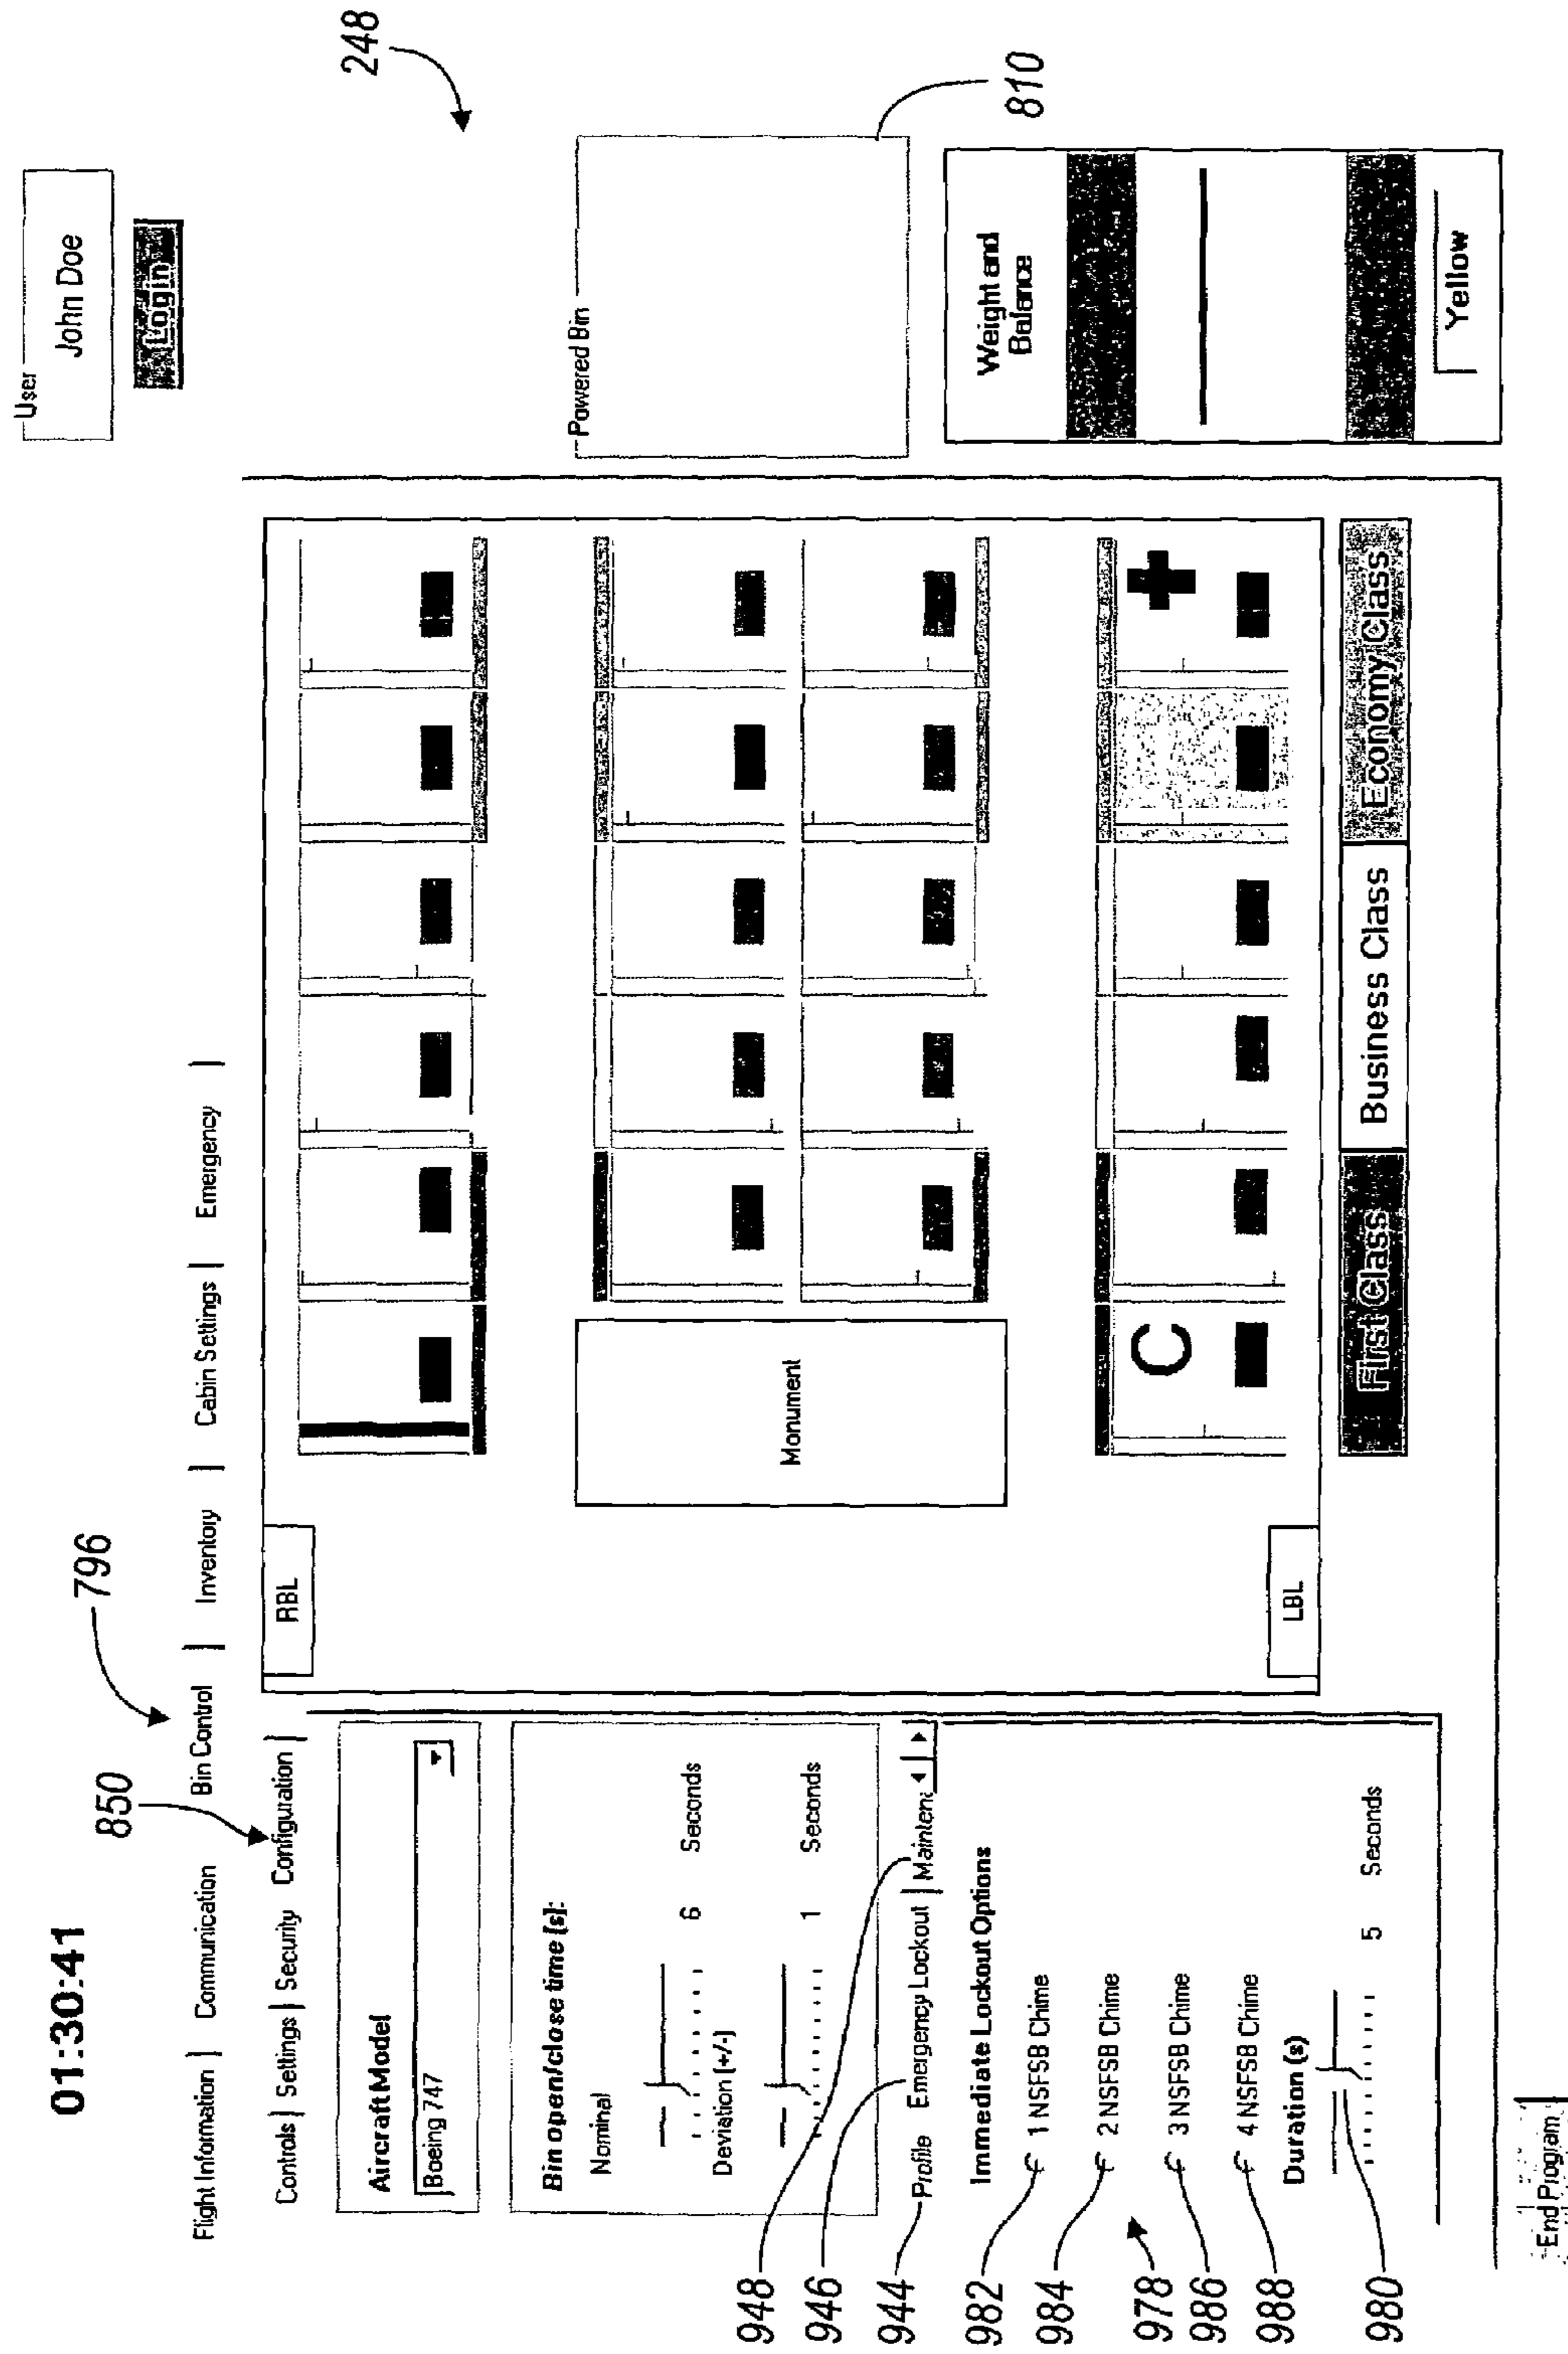 01:30:41
User
John Doe
Login
796
248
850
Flight Information Communication Bin Control Inventory Cabin Settings Emergency
Controls Settings Security Configuration
Aircraft Model
Boeing 747
Bin open/close time [s]:
Nominal
6 Seconds
Deviation (+/-)
1 Seconds
948
946
944
Profile Emergency Lockout Maintena
Immediate Lockout Options
982
1 NSFSB Chime
984
2 NSFSB Chime
978
986
3 NSFSB Chime
988
4 NSFSB Chime
Duration (s)
980
5 Seconds
RBL
Monument
C
LBL
First Class Business Class Economy Class
Powered Bin
810
Weight and
Balance
Yellow
End Program